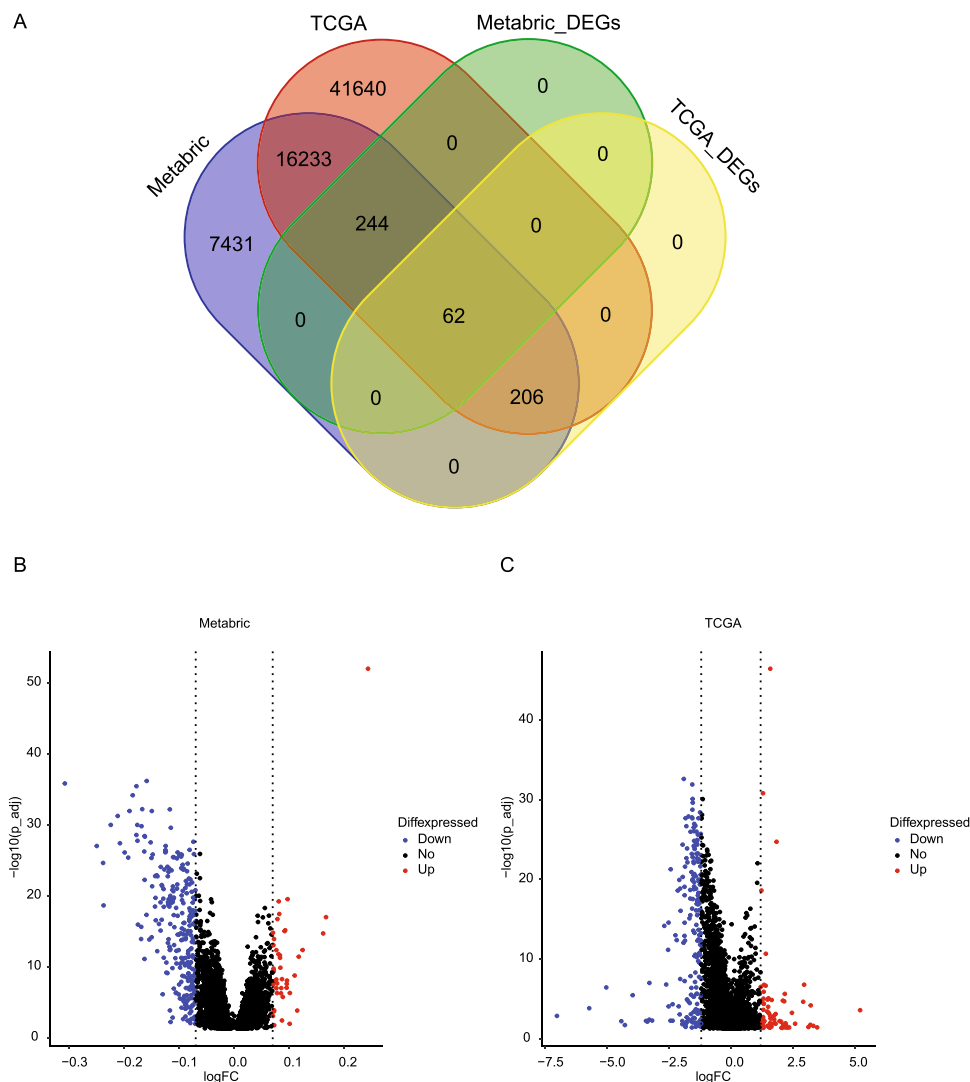 A
TCGA
Metabric_DEGs
Metabric
TCGA_DEGs
41640
0
16233
0
0
7431
244
0
0
0
62
0
0
206
0
B
C
Metabric
TCGA
−log10(p_adj)
50
40
30
20
10
0
−0.3
−0.2
−0.1
0.0
0.1
0.2
logFC
Diffexpressed
Down
No
Up
−log10(p_adj)
40
30
20
10
0
−7.5
−5.0
−2.5
0.0
2.5
5.0
logFC
Diffexpressed
Down
No
Up